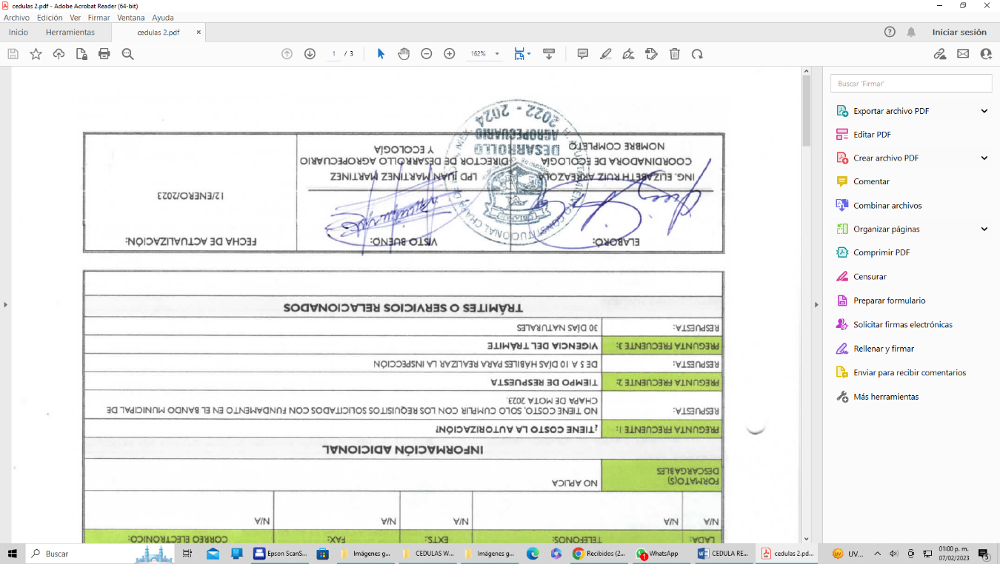 cedulas 2.pdf - Adobe Acrobat Reader (64-bit)
Archivo Edición Ver Firmar Ventana Ayuda
Inicio Herramientas cedulas 2.pdf × Iniciar sesión
1 / 3 162%
LADA: TELÉFONOS: EXTS.: FAX: CORREO ELECTRÓNICO:
N/A N/A N/A N/A N/A
FORMATO(S) DESCARGABLES NO APLICA
INFORMACIÓN ADICIONAL
PREGUNTA FRECUENTE 1: ¿TIENE COSTO LA AUTORIZACIÓN?
RESPUESTA: NO TIENE COSTO, SOLO CUMPLIR CON LOS REQUISITOS SOLICITADOS CON FUNDAMENTO EN EL BANDO MUNICIPAL DE
CHAPA DE MOTA 2023.
PREGUNTA FRECUENTE 2: TIEMPO DE RESPUESTA
RESPUESTA: DE 5 A 10 DÍAS HÁBILES PARA REALIZAR LA INSPECCIÓN
PREGUNTA FRECUENTE 3: VIGENCIA DEL TRÁMITE
RESPUESTA: 30 DÍAS NATURALES
TRÁMITES O SERVICIOS RELACIONADOS
ELABORÓ: VISTO BUENO: FECHA DE ACTUALIZACIÓN:
ING. ELIZABETH RUIZ ARREAZOLA
COORDINADORA DE ECOLOGÍA
NOMBRE COMPLETO
LPD JUAN MARTINEZ MARTINEZ
DIRECTOR DE DESARROLLO AGROPECUARIO
Y ECOLOGÍA
12/ENERO/2023
DESARROLLO
AGROPECUARIO
2022 - 2024
Buscar 'Firmar'
Exportar archivo PDF
Editar PDF
Crear archivo PDF
Comentar
Combinar archivos
Organizar páginas
Comprimir PDF
Censurar
Preparar formulario
Solicitar firmas electrónicas
Rellenar y firmar
Enviar para recibir comentarios
Más herramientas
Buscar
Epson ScanS... Imágenes g... CEDULAS W... Imágenes g... Recibidos (2... WhatsApp CEDULA RE... cedulas 2.pd... UV...
01:00 p. m.
07/02/2023